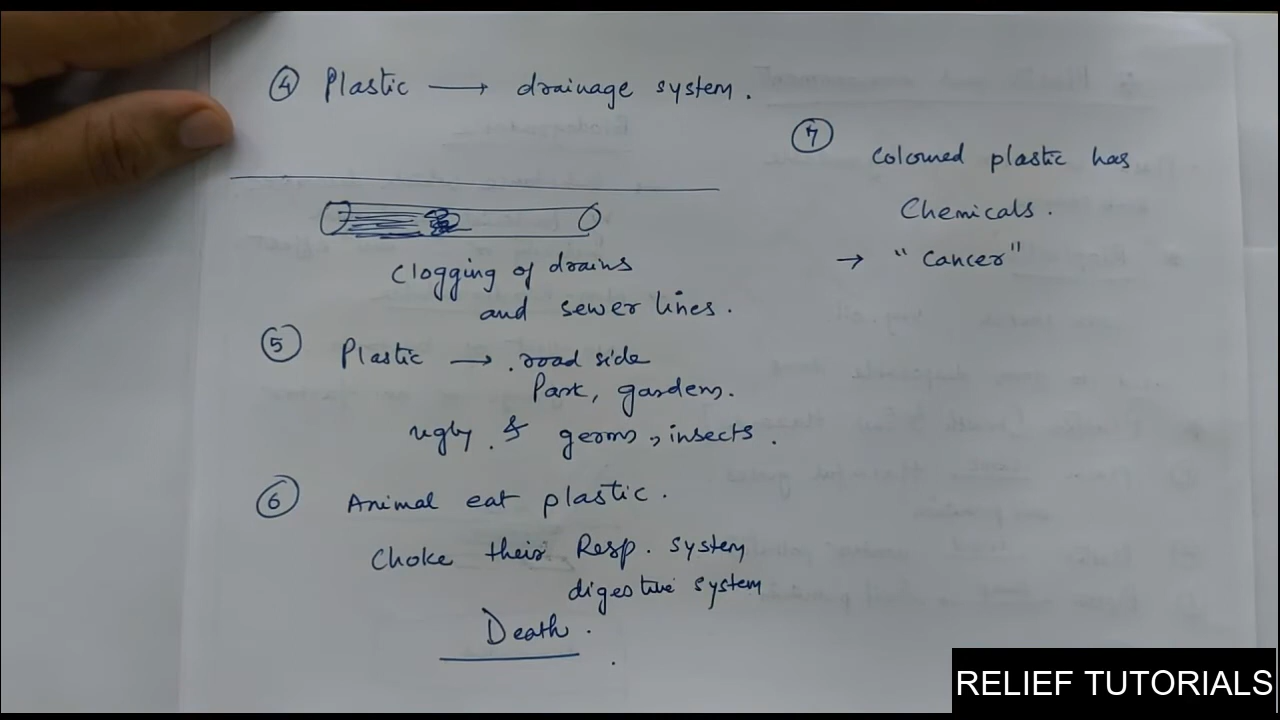 ④ Plastic → drainage system.
Clogging of drains
and sewer lines.
⑤ Plastic → road side
Park, gardens.
ugby & germs, insects.
⑥ Animal eat plastic.
Choke their Resp. system
digestive system
Death.
⑦ Coloured plastic has
Chemicals.
→ "Cancer"
RELIEF TUTORIALS